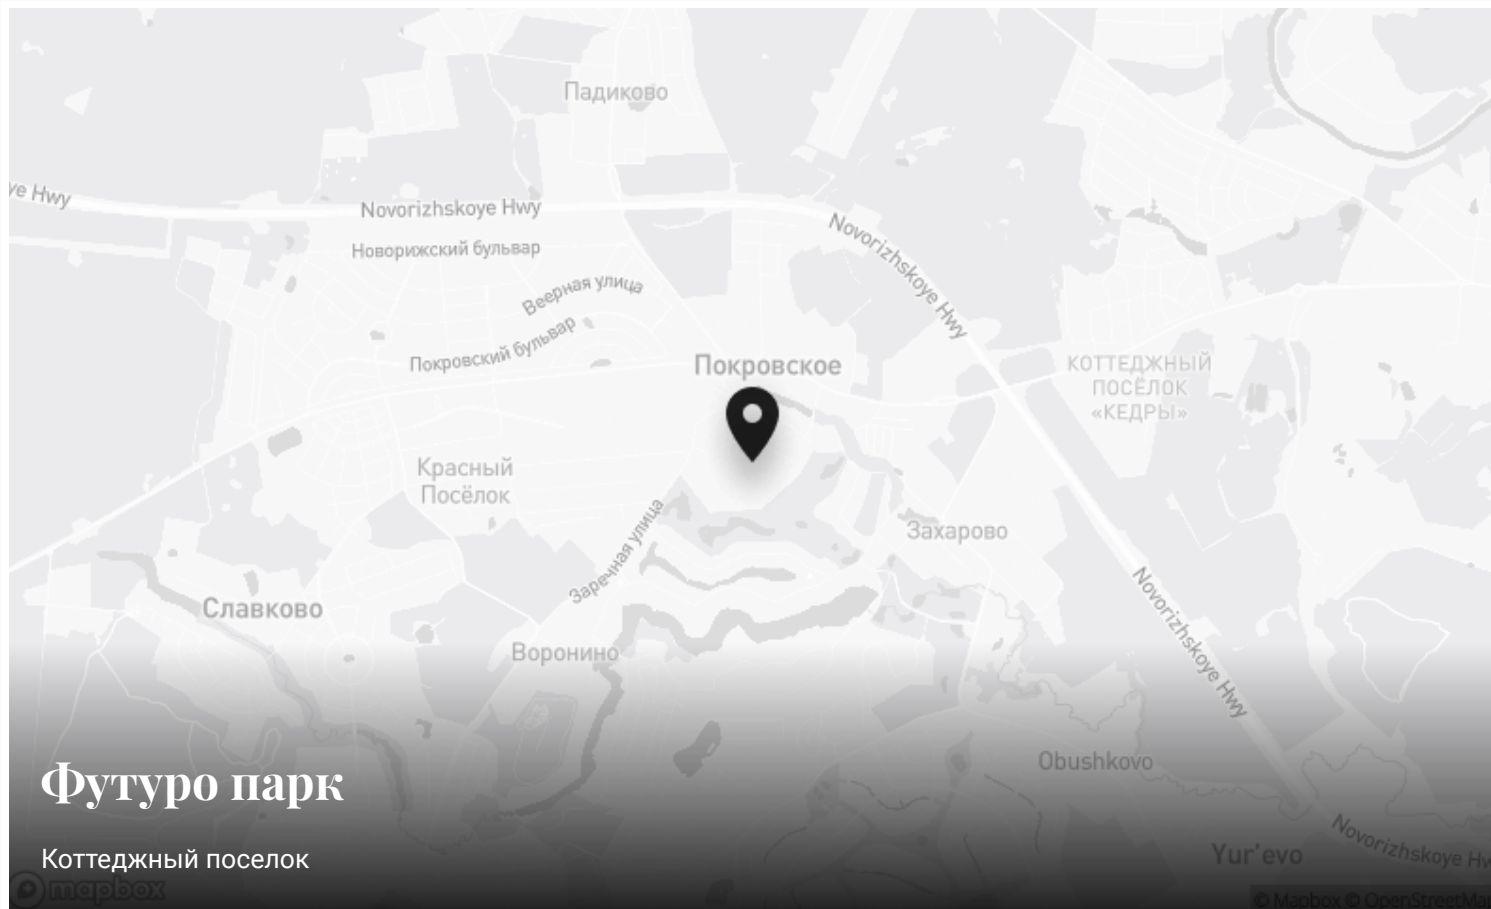 Падиково
ye Hwy
Novorizhskoye Hwy
Novorizhskoye Hwy
Новорижский бульвар
Веерная улица
Покровский бульвар
Покровское
КОТТЕДЖНЫЙ
ПОСЁЛОК
«КЕДРЫ»
Красный
Посёлок
Заречная улица
Захарово
Славково
Воронино
Novorizhskoye Hwy
Obushkovo
Футуро парк
Novorizhskoye Hw
Yur'evo
Коттеджный поселок
mapbox
© Mapbox © OpenStreetMa